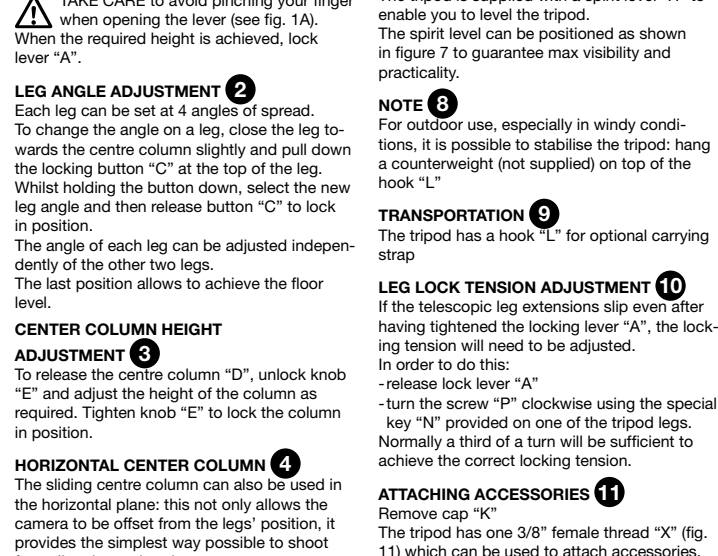 TAKE CARE to avoid pinching your finger
when opening the lever (see fig. 1A).
When the required height is achieved, lock
lever “A”.
LEG ANGLE ADJUSTMENT 2
Each leg can be set at 4 angles of spread.
To change the angle on a leg, close the leg to-
wards the centre column slightly and pull down
the locking button “C” at the top of the leg.
Whilst holding the button down, select the new
leg angle and then release button “C” to lock
in position.
The angle of each leg can be adjusted indepen-
dently of the other two legs.
The last position allows to achieve the floor
level.
CENTER COLUMN HEIGHT
ADJUSTMENT 3
To release the centre column “D”, unlock knob
“E” and adjust the height of the column as
required. Tighten knob “E” to lock the column
in position.
HORIZONTAL CENTER COLUMN 4
The sliding centre column can also be used in
the horizontal plane: this not only allows the
camera to be offset from the legs’ position, it
provides the simplest way possible to shoot
enable you to level the tripod.
The spirit level can be positioned as shown
in figure 7 to guarantee max visibility and
practicality.
NOTE 8
For outdoor use, especially in windy condi-
tions, it is possible to stabilise the tripod: hang
a counterweight (not supplied) on top of the
hook “L”
TRANSPORTATION 9
The tripod has a hook “L” for optional carrying
strap
LEG LOCK TENSION ADJUSTMENT 10
If the telescopic leg extensions slip even after
having tightened the locking lever “A”, the lock-
ing tension will need to be adjusted.
In order to do this:
- release lock lever “A”
- turn the screw “P” clockwise using the special
key “N” provided on one of the tripod legs.
Normally a third of a turn will be sufficient to
achieve the correct locking tension.
ATTACHING ACCESSORIES 11
Remove cap “K”
The tripod has one 3/8” female thread “X” (fig.
11) which can be used to attach accessories.